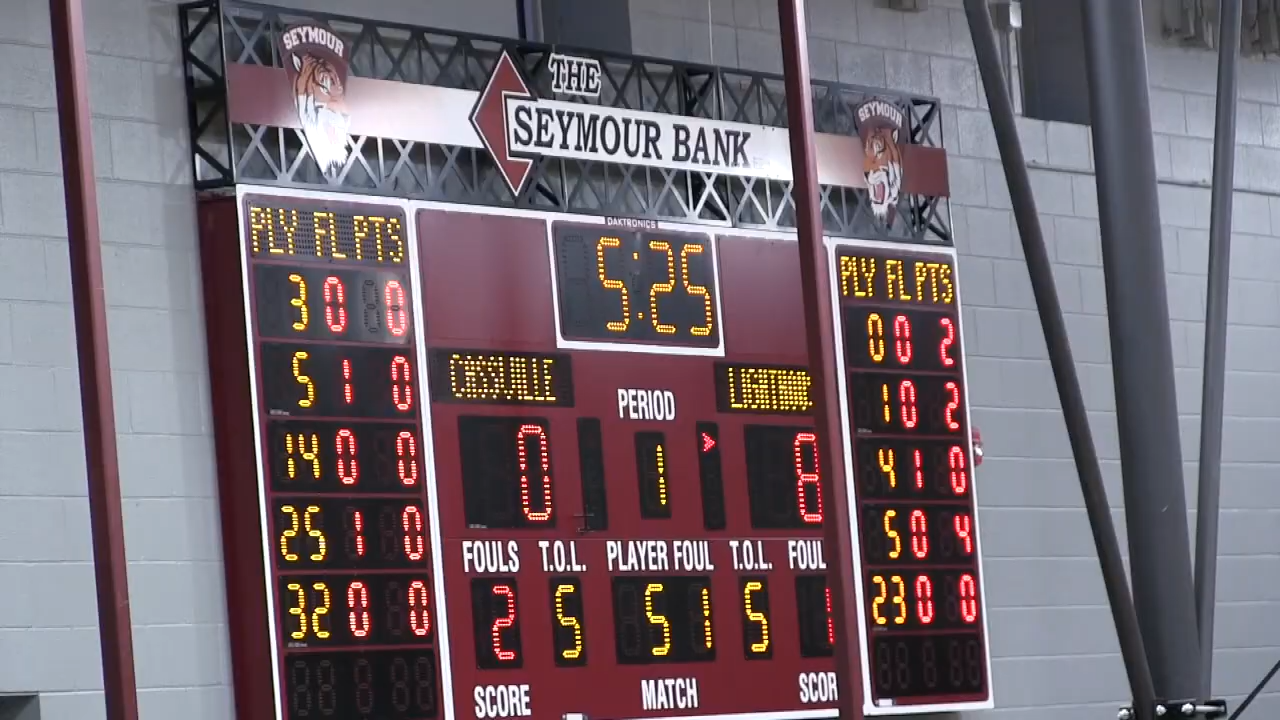 SEYMOUR
THE
SEYMOUR BANK
SEYMOUR
DAKTRONICS
PLY FL PTS
5:25
PLY FL PTS
3 0 0
0 0 2
5 1 0
CASSVILLE
PERIOD
1 0 2
14 0 0
0
1
8
4 1 0
25 1 0
5 0 4
FOULS T.O.L. PLAYER FOUL T.O.L. FOUL
32 0 0
2 5 5 1 5 1
23 0 0
SCORE MATCH SCOR